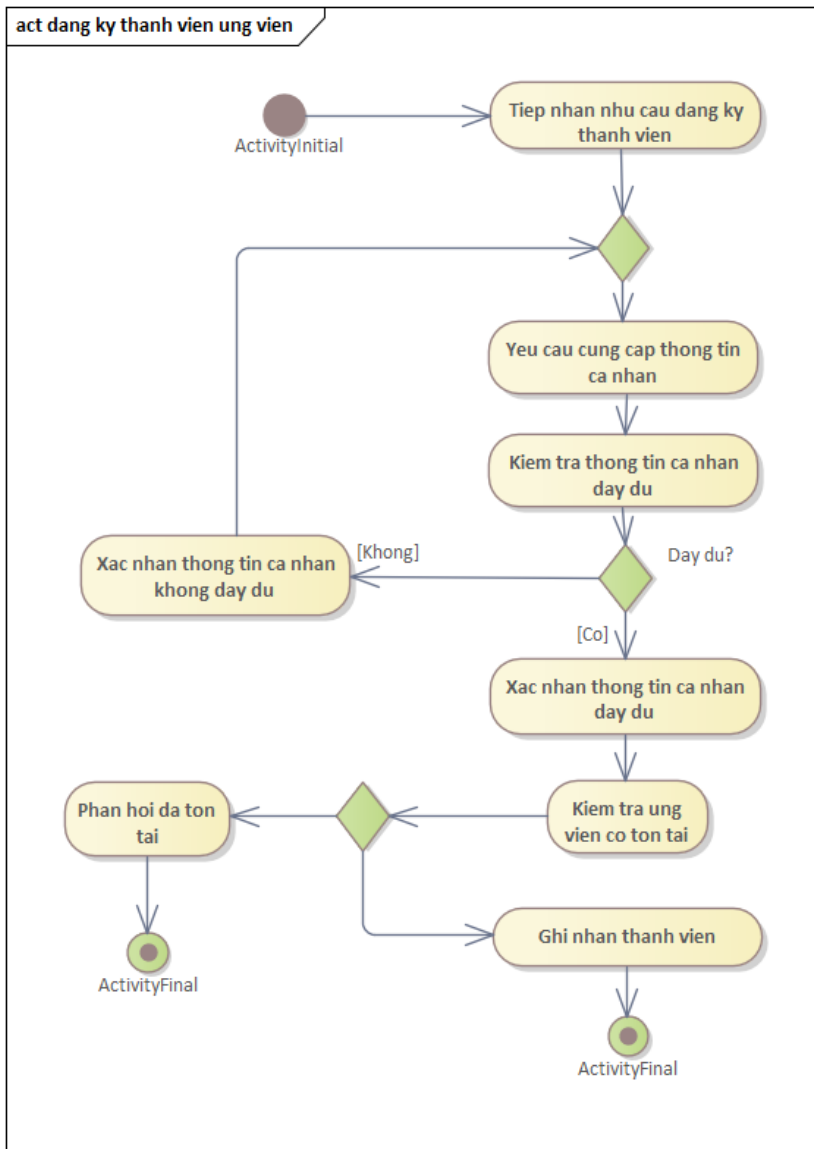 act dang ky thanh vien ung vien
Tiep nhan nhu cau dang ky
thanh vien
ActivityInitial
Yeu cau cung cap thong tin
ca nhan
Kiem tra thong tin ca nhan
day du
Day du?
[Khong]
Xac nhan thong tin ca nhan
khong day du
[Co]
Xac nhan thong tin ca nhan
day du
Kiem tra ung
vien co ton tai
Phan hoi da ton
tai
Ghi nhan thanh vien
ActivityFinal
ActivityFinal